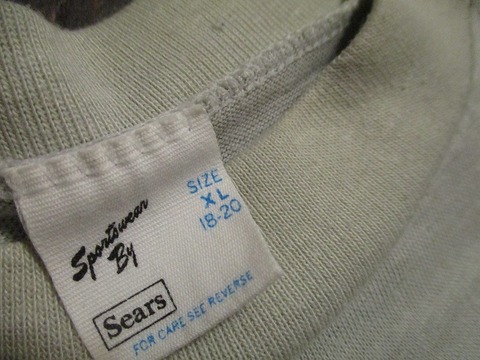 SIZE
XL
18-20
Sportswear
By
Sears
FOR CARE SEE REVERSE